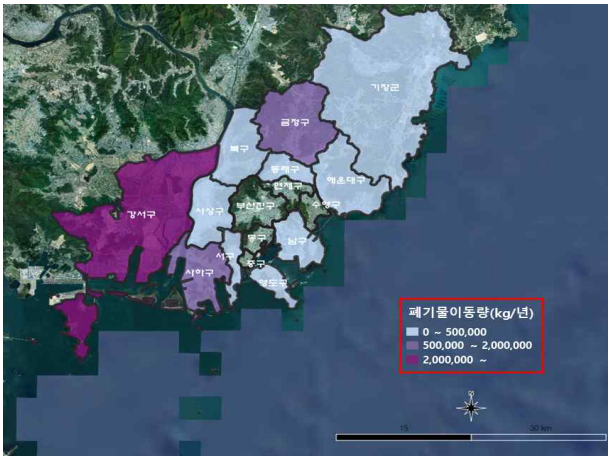 기장군
금정구
북구
동래구
해운대구
연제구
강서구
사상구
부산진구
수영구
동구
남구
서구
사하구
중구
영도구
폐기물이동량(kg/년)
0 ~ 500,000
500,000 ~ 2,000,000
2,000,000 ~
15
30 km